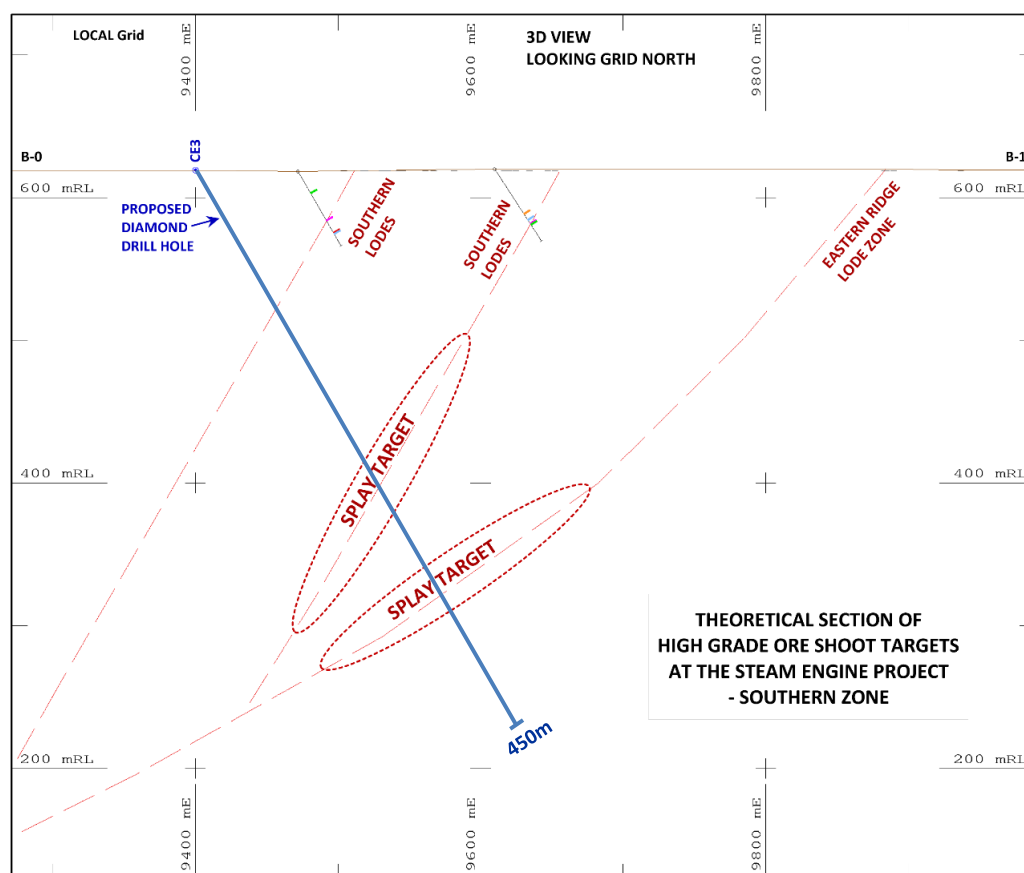 LOCAL Grid
9400 mE
3D VIEW
LOOKING GRID NORTH
9600 mE
9800 mE
B-0
CE3
B-1
600 mRL
600 mRL
PROPOSED
DIAMOND
DRILL HOLE
SOUTHERN
LODES
SOUTHERN
LODES
EASTERN RIDGE
LODE ZONE
SPLAY TARGET
400 mRL
400 mRL
SPLAY TARGET
THEORETICAL SECTION OF
HIGH GRADE ORE SHOOT TARGETS
AT THE STEAM ENGINE PROJECT
- SOUTHERN ZONE
450m
200 mRL
200 mRL
9400 mE
9600 mE
9800 mE